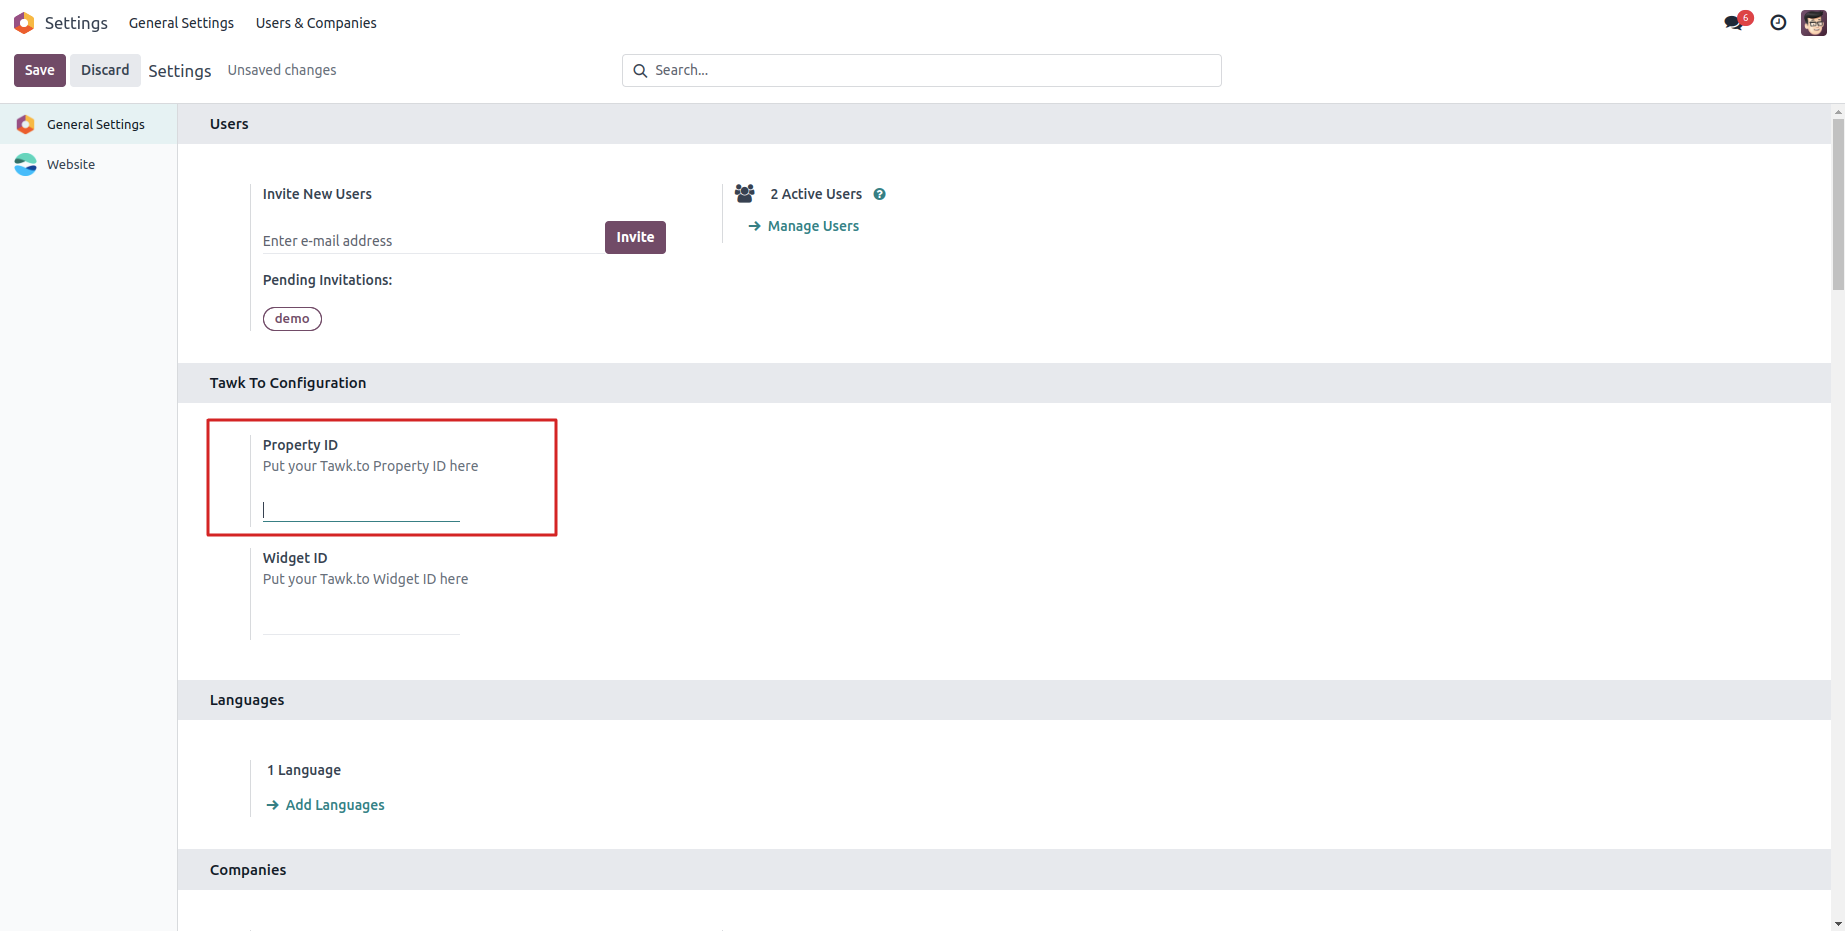 Settings General Settings Users & Companies 6
Save Discard Settings Unsaved changes Search...
General Settings
Website
Users
Invite New Users
Enter e-mail address Invite
Pending Invitations:
demo
2 Active Users ?
Manage Users
Tawk To Configuration
Property ID
Put your Tawk.to Property ID here
Widget ID
Put your Tawk.to Widget ID here
Languages
1 Language
Add Languages
Companies